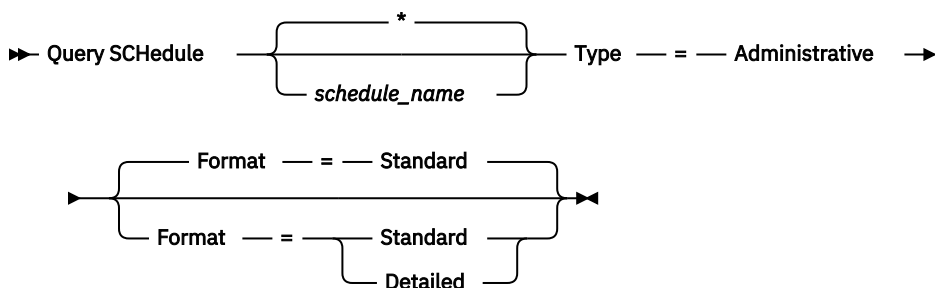 *
Query SCHedule Type = Administrative
schedule_name
Format = Standard
Format = Standard
Detailed